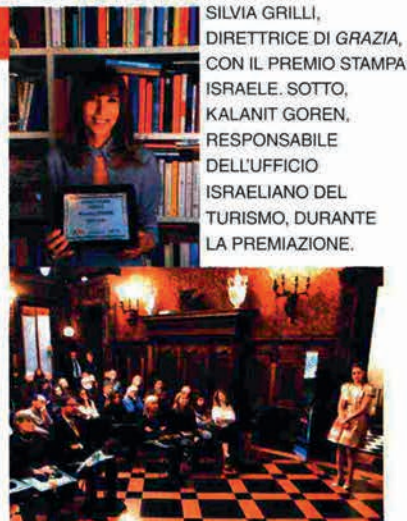 SILVIA GRILLI,
DIRETTRICE DI GRAZIA,
CON IL PREMIO STAMPA
ISRAELE. SOTTO,
KALANIT GOREN,
RESPONSABILE
DELL'UFFICIO
ISRAELIANO DEL
TURISMO, DURANTE
LA PREMIAZIONE.